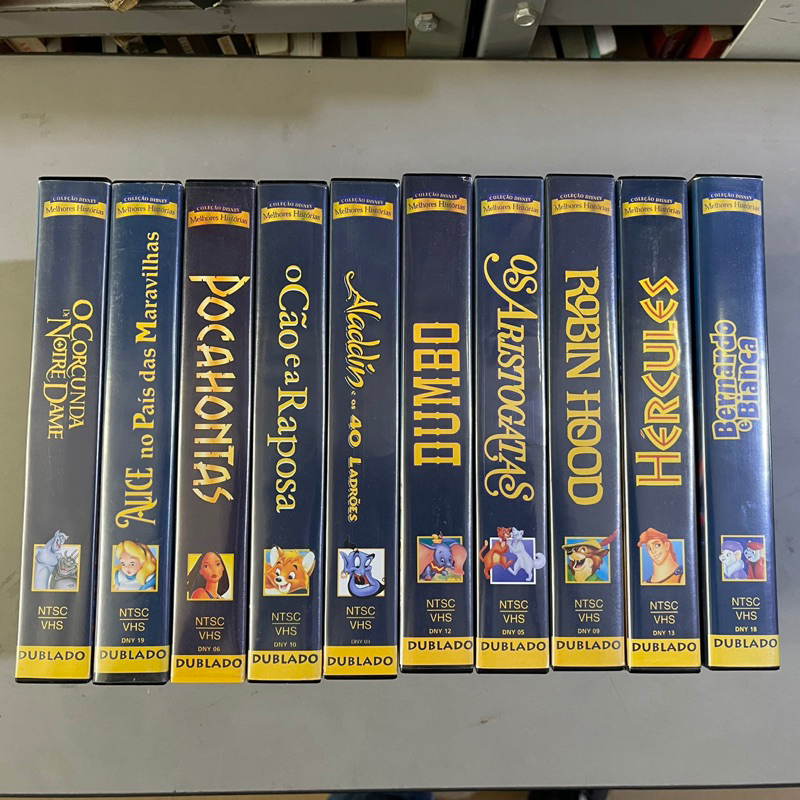 COLEÇÃO DISNEY
Melhores Histórias
O CORCUNDA
DE
NOTRE DAME
NTSC
VHS
DUBLADO
COLEÇÃO DISNEY
Melhores Histórias
ALICE no País das Maravilhas
NTSC
VHS
DNY 19
DUBLADO
COLEÇÃO DISNEY
Melhores Histórias
POCAHONTAS
NTSC
VHS
DNY 06
DUBLADO
COLEÇÃO DISNEY
Melhores Histórias
O Cão e a Raposa
NTSC
VHS
DNY 10
DUBLADO
COLEÇÃO DISNEY
Melhores Histórias
Aladdin e os 40 LADRÕES
NTSC
VHS
DNY 03
DUBLADO
COLEÇÃO DISNEY
Melhores Histórias
DUMBO
NTSC
VHS
DNY 12
DUBLADO
COLEÇÃO DISNEY
Melhores Histórias
OS ARISTOGATAS
NTSC
VHS
DNY 05
DUBLADO
COLEÇÃO DISNEY
Melhores Histórias
ROBIN HOOD
NTSC
VHS
DNY 09
DUBLADO
COLEÇÃO DISNEY
Melhores Histórias
HÉRCULES
NTSC
VHS
DNY 13
DUBLADO
COLEÇÃO DISNEY
Melhores Histórias
Bernardo
e Bianca
NTSC
VHS
DNY 18
DUBLADO